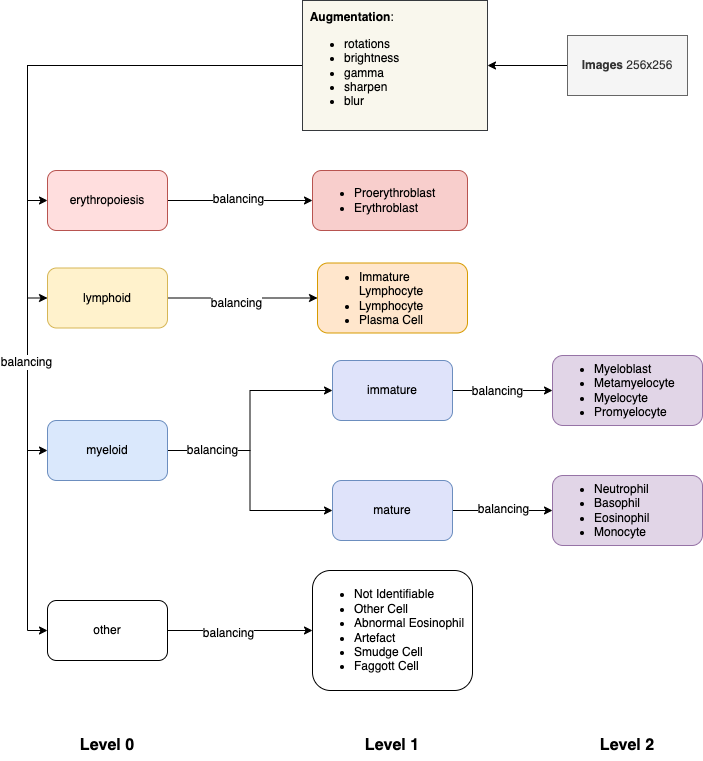 Augmentation:
• rotations
• brightness
• gamma
• sharpen
• blur
Images 256x256
erythropoiesis
balancing
• Proerythroblast
• Erythroblast
lymphoid
balancing
• Immature
Lymphocyte
• Lymphocyte
• Plasma Cell
balancing
myeloid
balancing
immature
balancing
• Myeloblast
• Metamyelocyte
• Myelocyte
• Promyelocyte
mature
balancing
• Neutrophil
• Basophil
• Eosinophil
• Monocyte
other
balancing
• Not Identifiable
• Other Cell
• Abnormal Eosinophil
• Artefact
• Smudge Cell
• Faggott Cell
Level 0
Level 1
Level 2